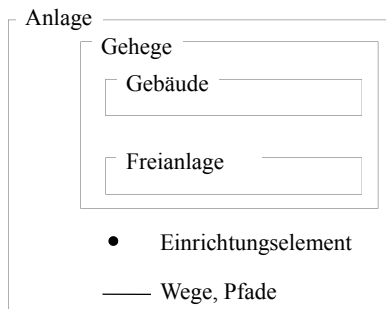 Anlage
Gehege
Gebäude
Freianlage
Einrichtungselement
Wege, Pfade